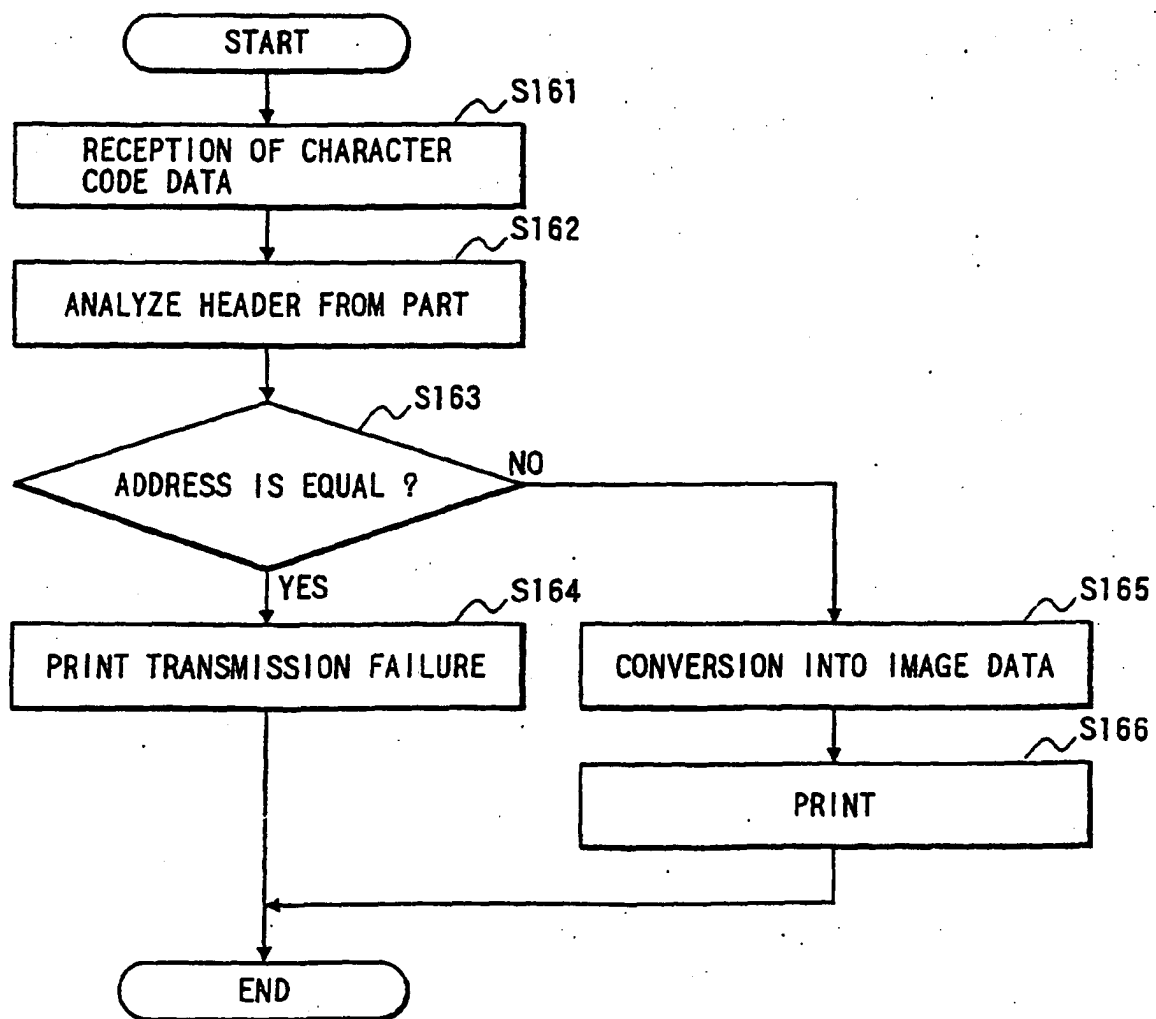 START
S161
RECEPTION OF CHARACTER
CODE DATA
S162
ANALYZE HEADER FROM PART
S163
ADDRESS IS EQUAL ?
NO
YES
S164
PRINT TRANSMISSION FAILURE
S165
CONVERSION INTO IMAGE DATA
S166
PRINT
END